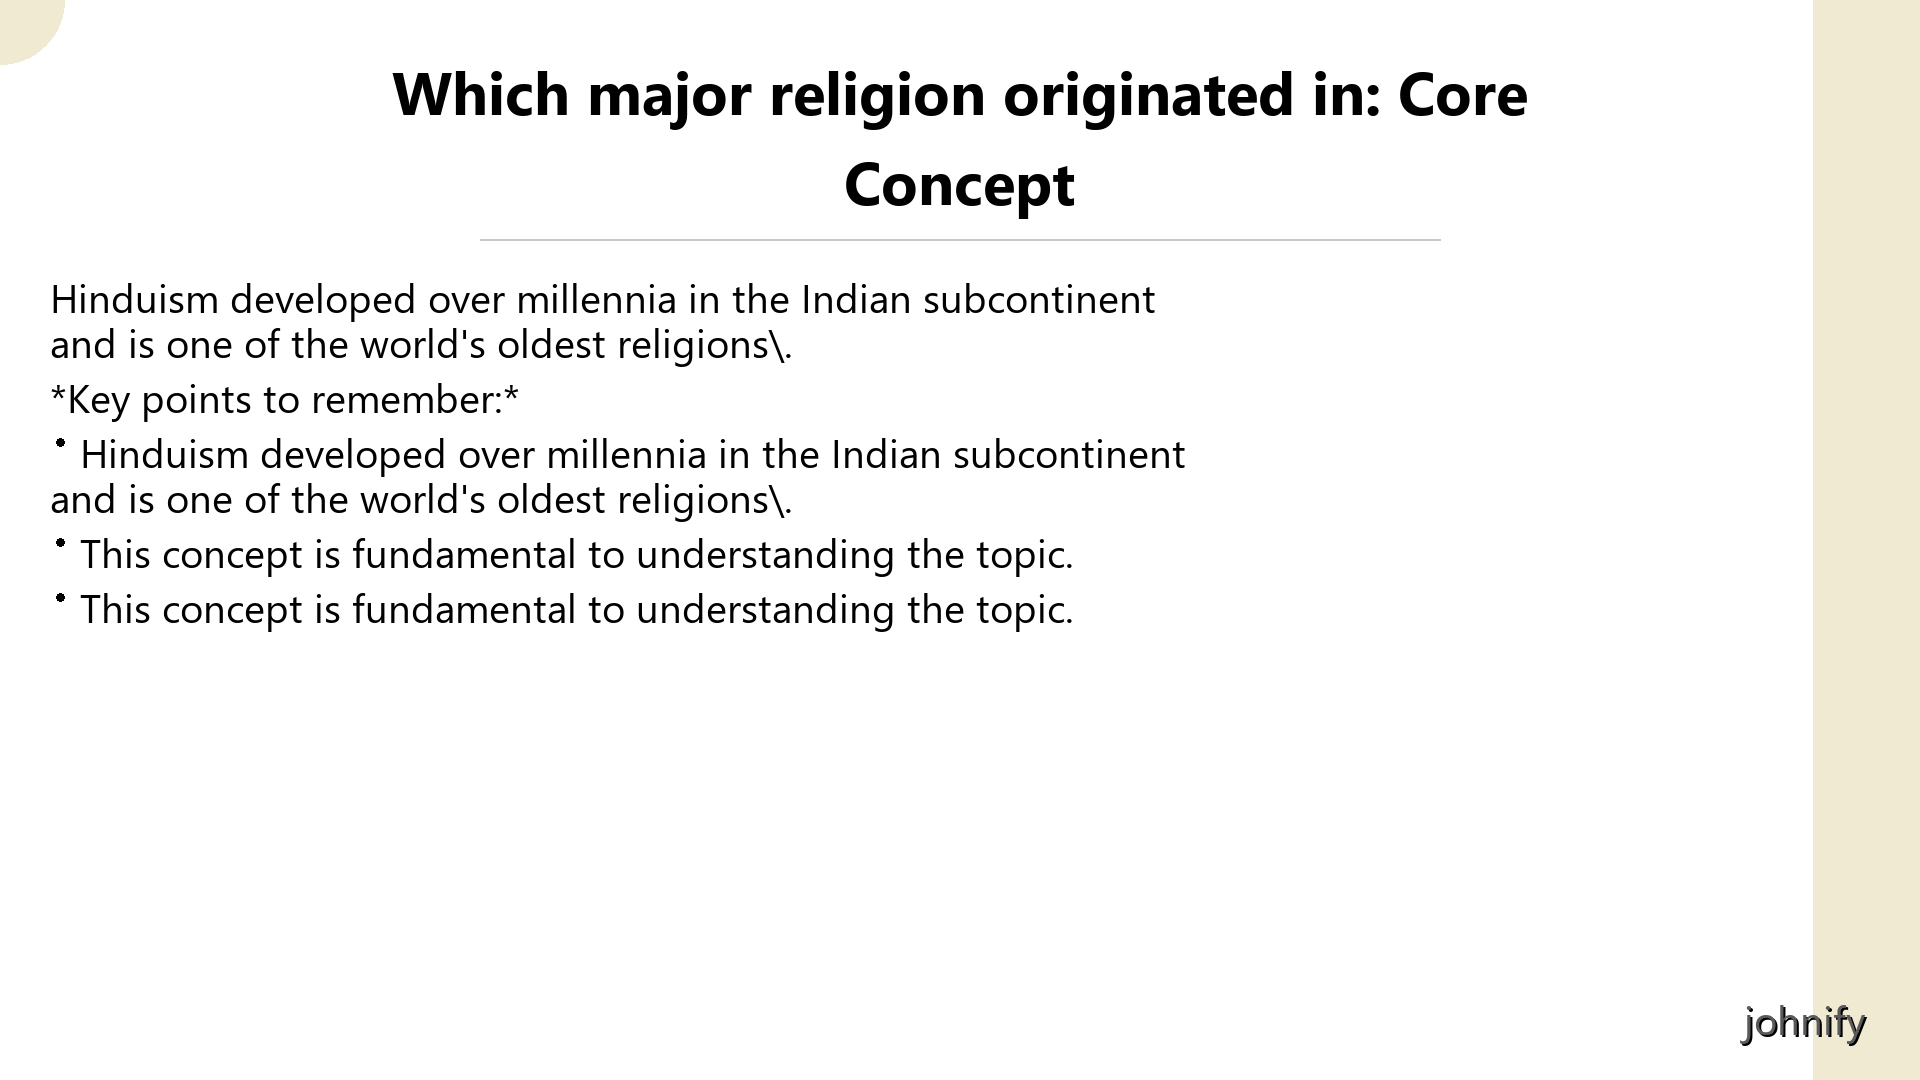 Which major religion originated in: Core
Concept
Hinduism developed over millennia in the Indian subcontinent
and is one of the world's oldest religions\.
*Key points to remember:*
• Hinduism developed over millennia in the Indian subcontinent
and is one of the world's oldest religions\.
• This concept is fundamental to understanding the topic.
• This concept is fundamental to understanding the topic.
johnify